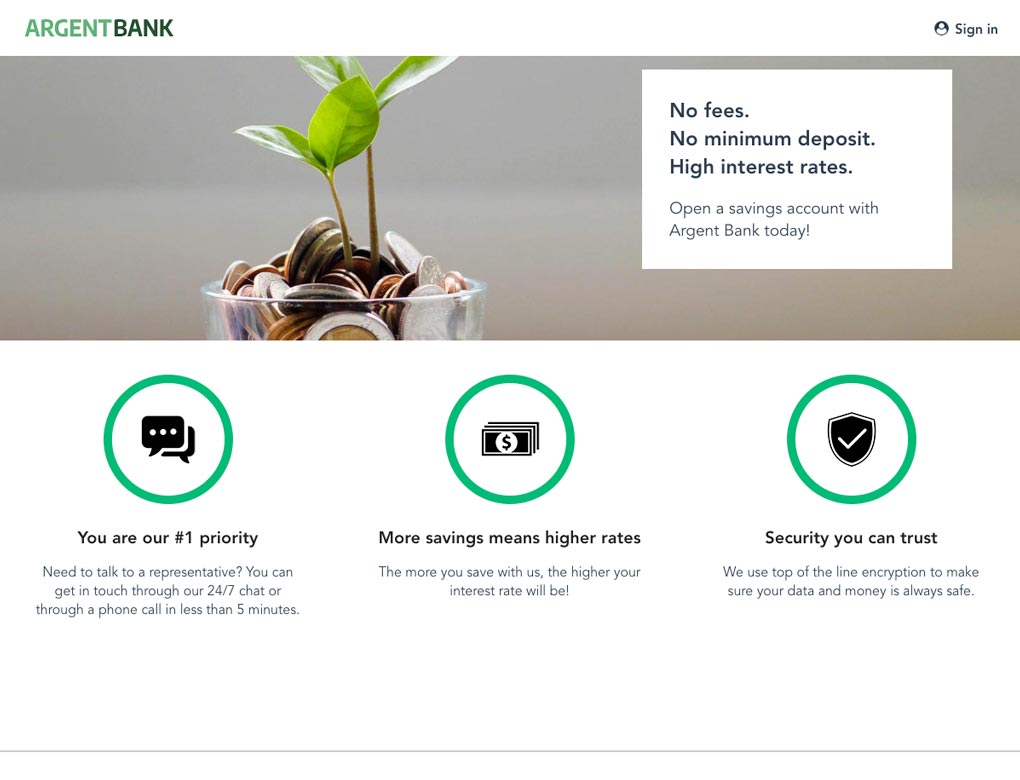 ARGENTBANK
Sign in
No fees.
No minimum deposit.
High interest rates.
Open a savings account with
Argent Bank today!
You are our #1 priority
Need to talk to a representative? You can
get in touch through our 24/7 chat or
through a phone call in less than 5 minutes.
$
More savings means higher rates
The more you save with us, the higher your
interest rate will be!
Security you can trust
We use top of the line encryption to make
sure your data and money is always safe.